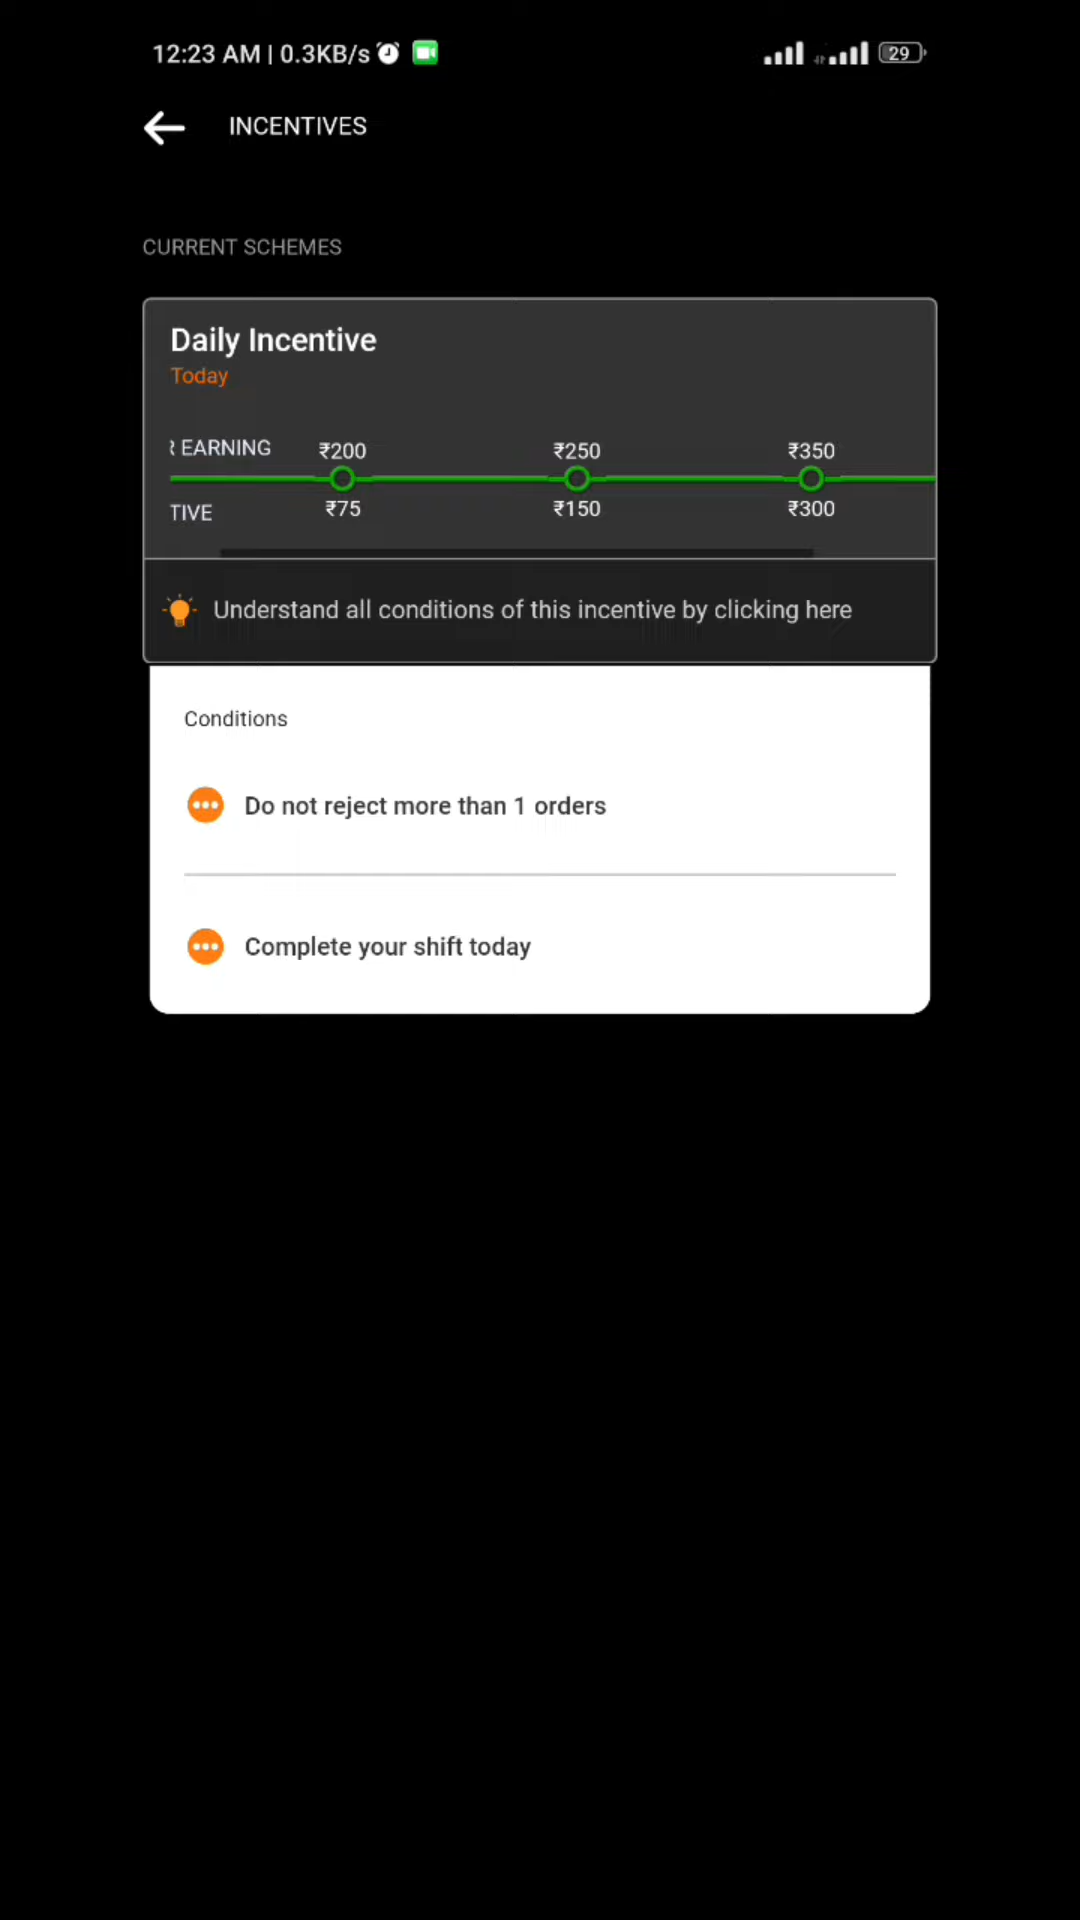 12:23 AM | 0.3KB/s 29
INCENTIVES
CURRENT SCHEMES
Daily Incentive
Today
EARNING ₹200 ₹250 ₹350
TIVE ₹75 ₹150 ₹300
Understand all conditions of this incentive by clicking here
Conditions
Do not reject more than 1 orders
Complete your shift today